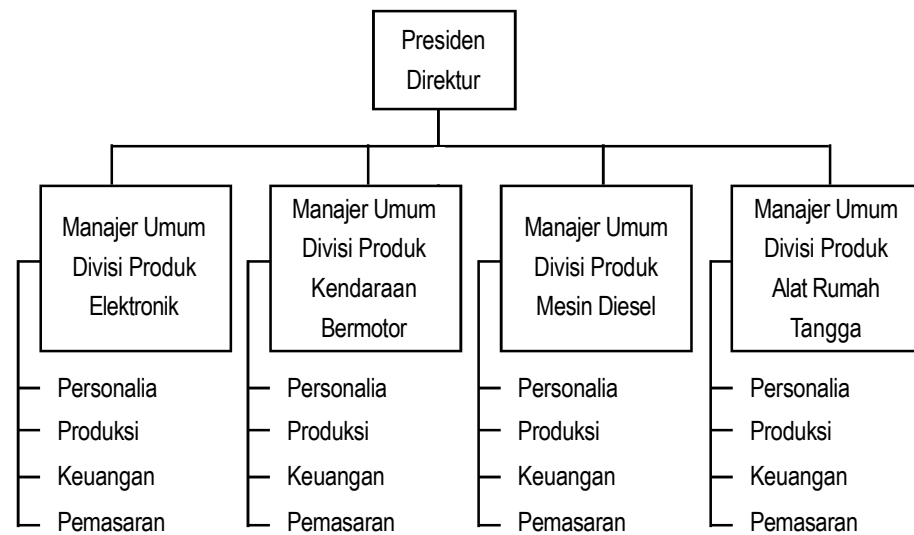 Presiden
Direktur
Manajer Umum
Divisi Produk
Elektronik
Manajer Umum
Divisi Produk
Kendaraan
Bermotor
Manajer Umum
Divisi Produk
Mesin Diesel
Manajer Umum
Divisi Produk
Alat Rumah
Tangga
Personalia
Produksi
Keuangan
Pemasaran
Personalia
Produksi
Keuangan
Pemasaran
Personalia
Produksi
Keuangan
Pemasaran
Personalia
Produksi
Keuangan
Pemasaran